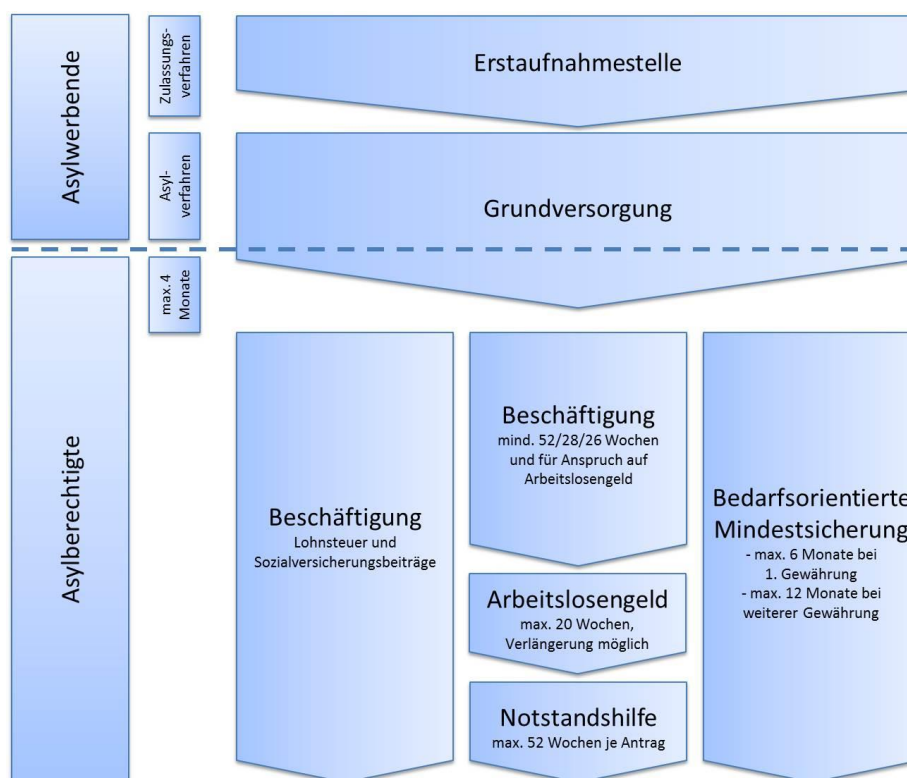 Asylwerbende
Zulassungs-
verfahren
Erstaufnahmestelle
Asyl-
verfahren
Grundversorgung
Asylberechtigte
max. 4
Monate
Beschäftigung
Lohnsteuer und
Sozialversicherungsbeiträge
Beschäftigung
mind. 52/28/26 Wochen
und für Anspruch auf
Arbeitslosengeld
Arbeitslosengeld
max. 20 Wochen,
Verlängerung möglich
Notstandshilfe
max. 52 Wochen je Antrag
Bedarfsorientierte
Mindestsicherung
- max. 6 Monate bei
1. Gewährung
- max. 12 Monate bei
weiterer Gewährung